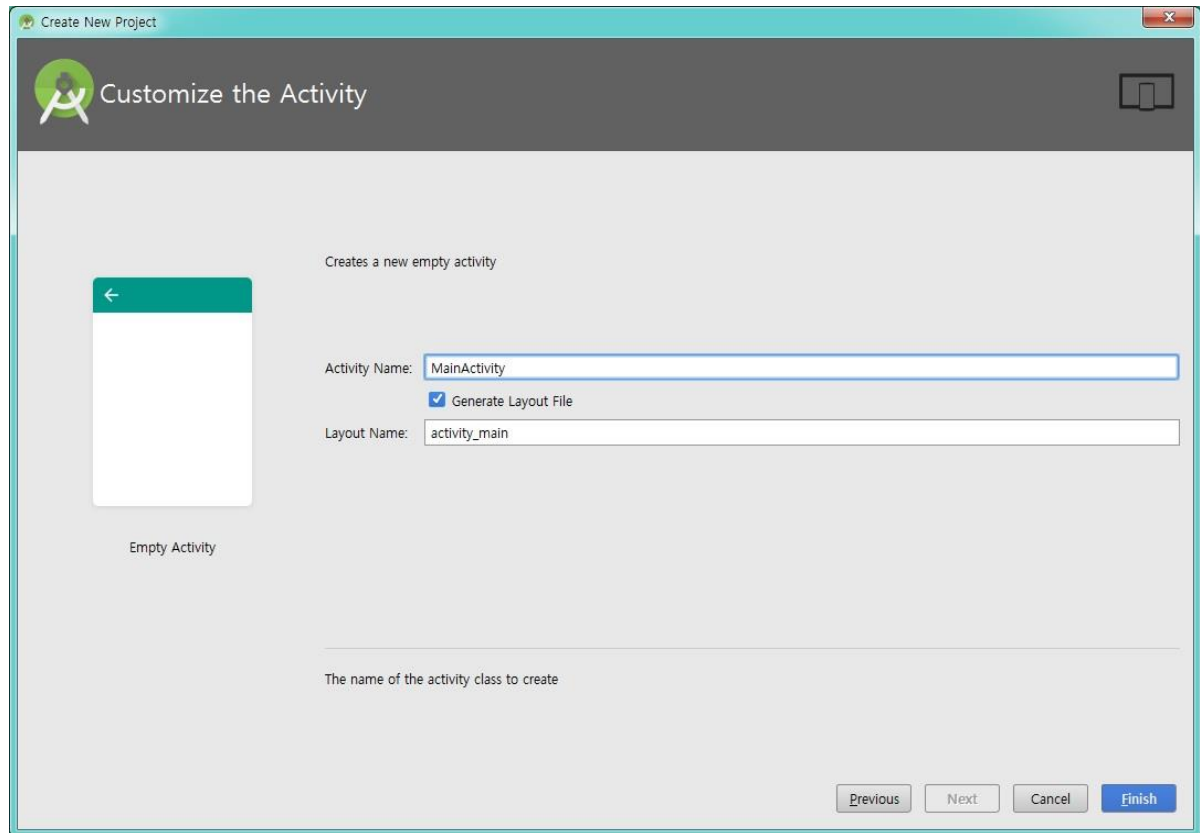 Create New Project
Customize the Activity
Creates a new empty activity
Activity Name: MainActivity
Generate Layout File
Layout Name: activity_main
Empty Activity
The name of the activity class to create
Previous Next Cancel Finish